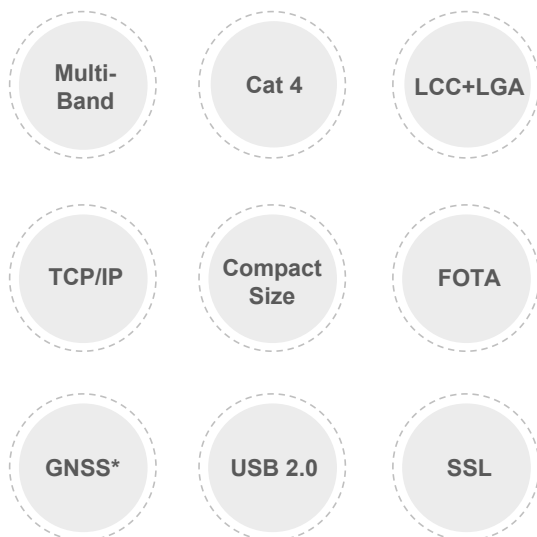 Multi-
Band
Cat 4
LCC+LGA
TCP/IP
Compact
Size
FOTA
GNSS*
USB 2.0
SSL